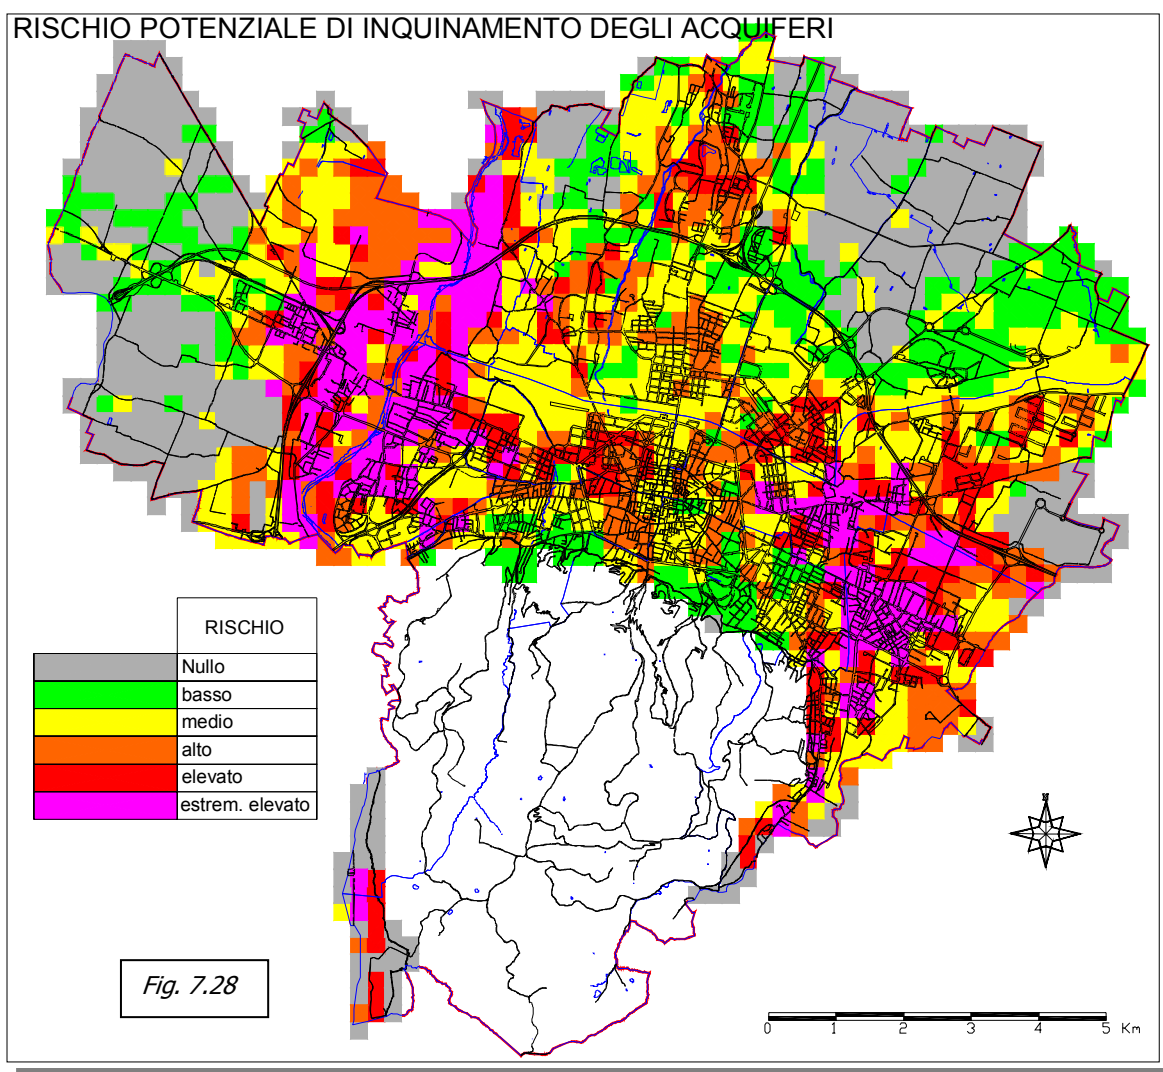 RISCHIO POTENZIALE DI INQUINAMENTO DEGLI ACQUIFERI
RISCHIO
Nullo
basso
medio
alto
elevato
estrem. elevato
Fig. 7.28
N
0 1 2 3 4 5 Km